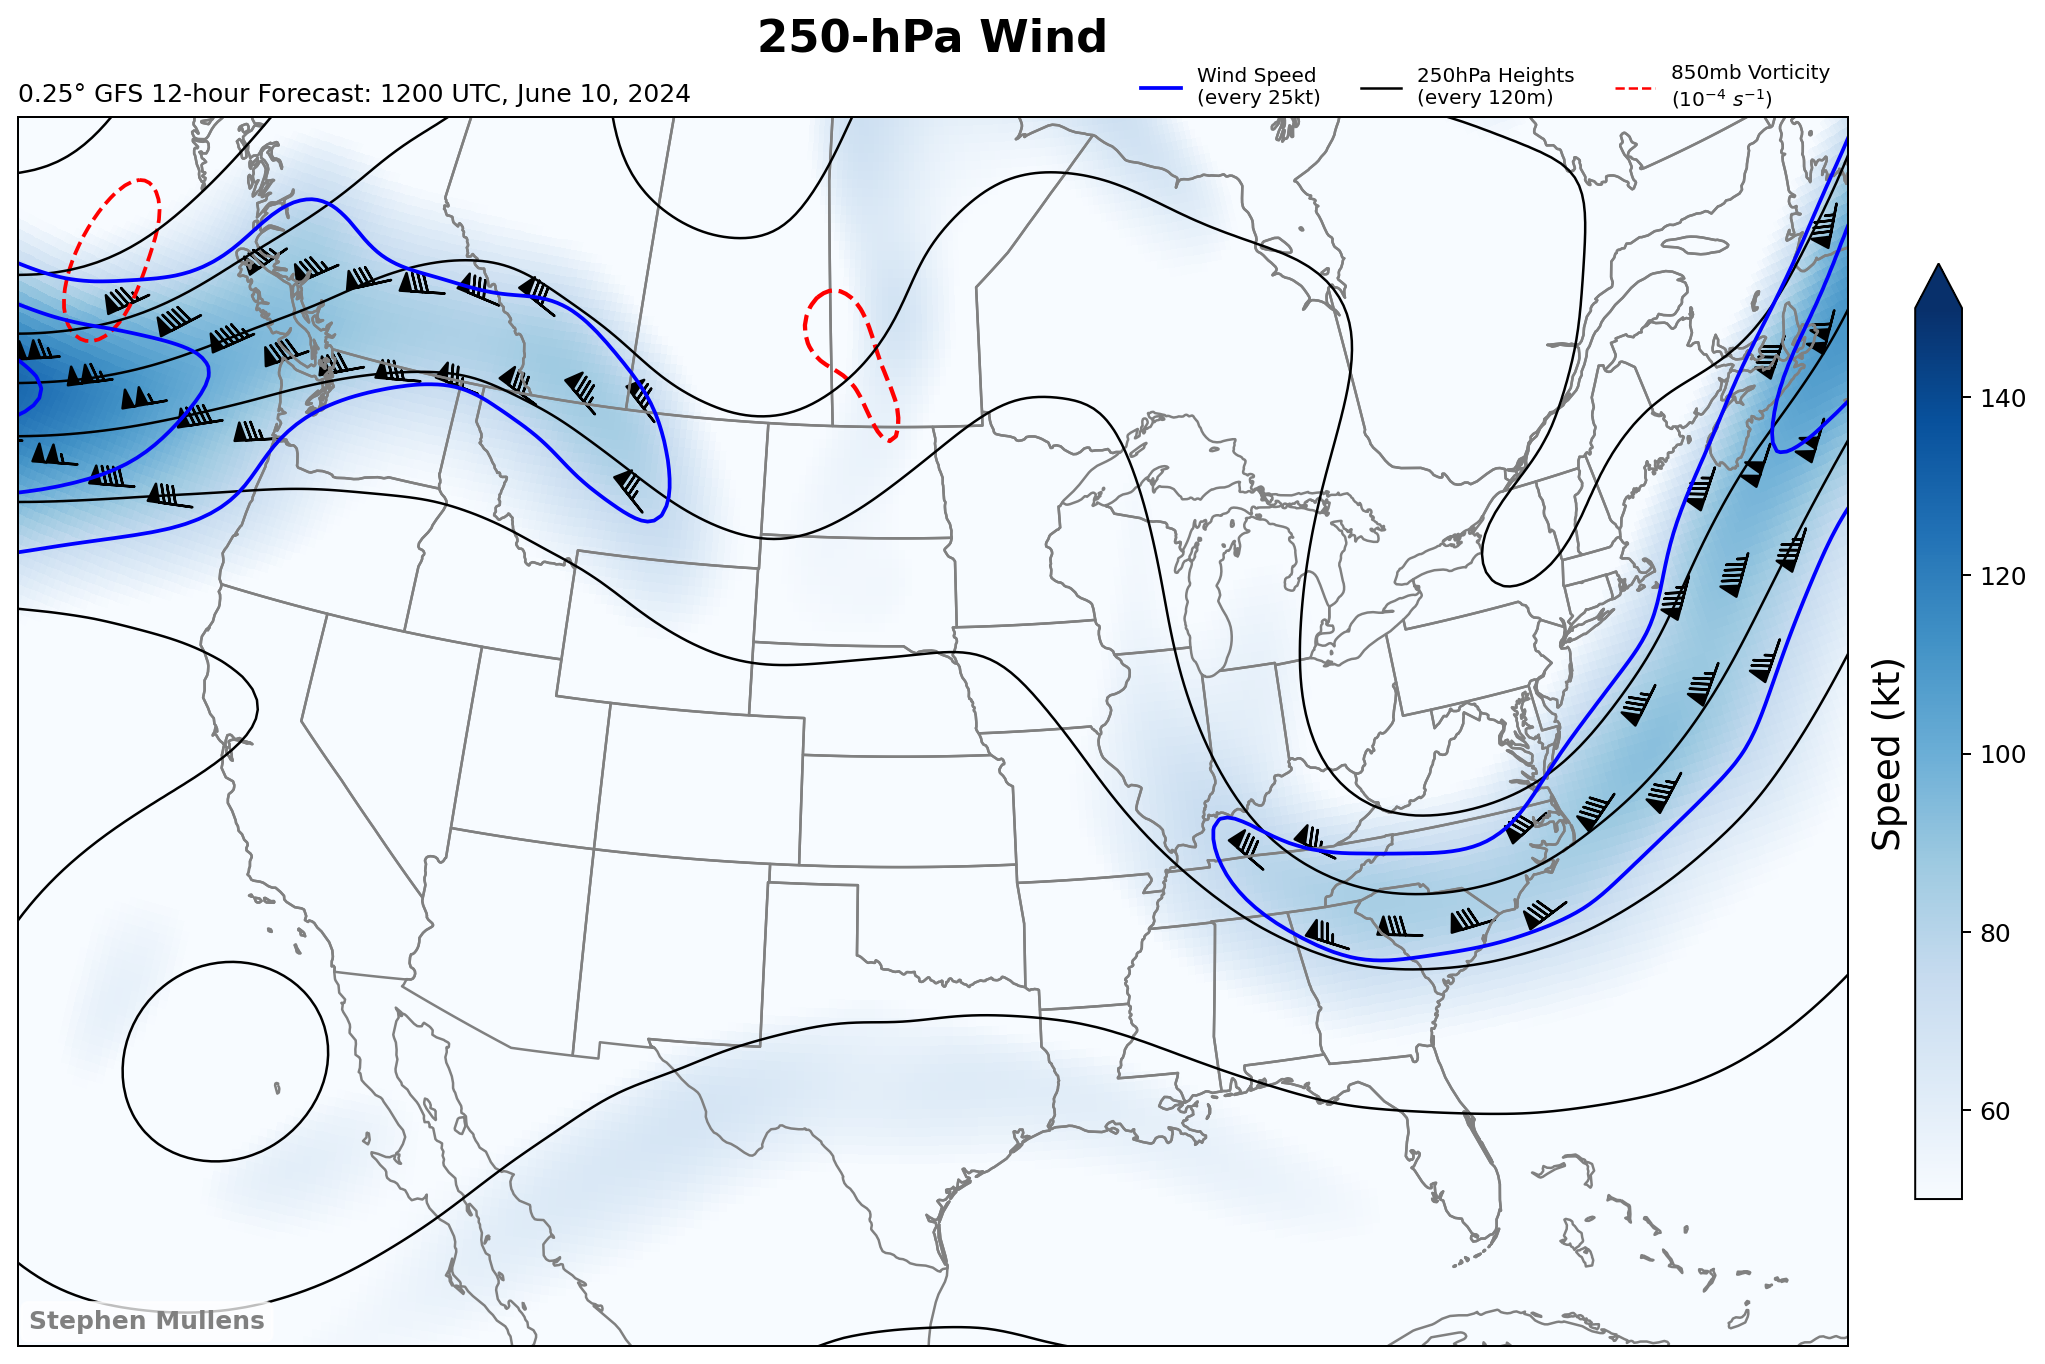 250-hPa Wind
0.25° GFS 12-hour Forecast: 1200 UTC, June 10, 2024
Wind Speed
(every 25kt)
250hPa Heights
(every 120m)
850mb Vorticity
(10⁻⁴ s⁻¹)
140
120
100
80
60
Speed (kt)
Stephen Mullens